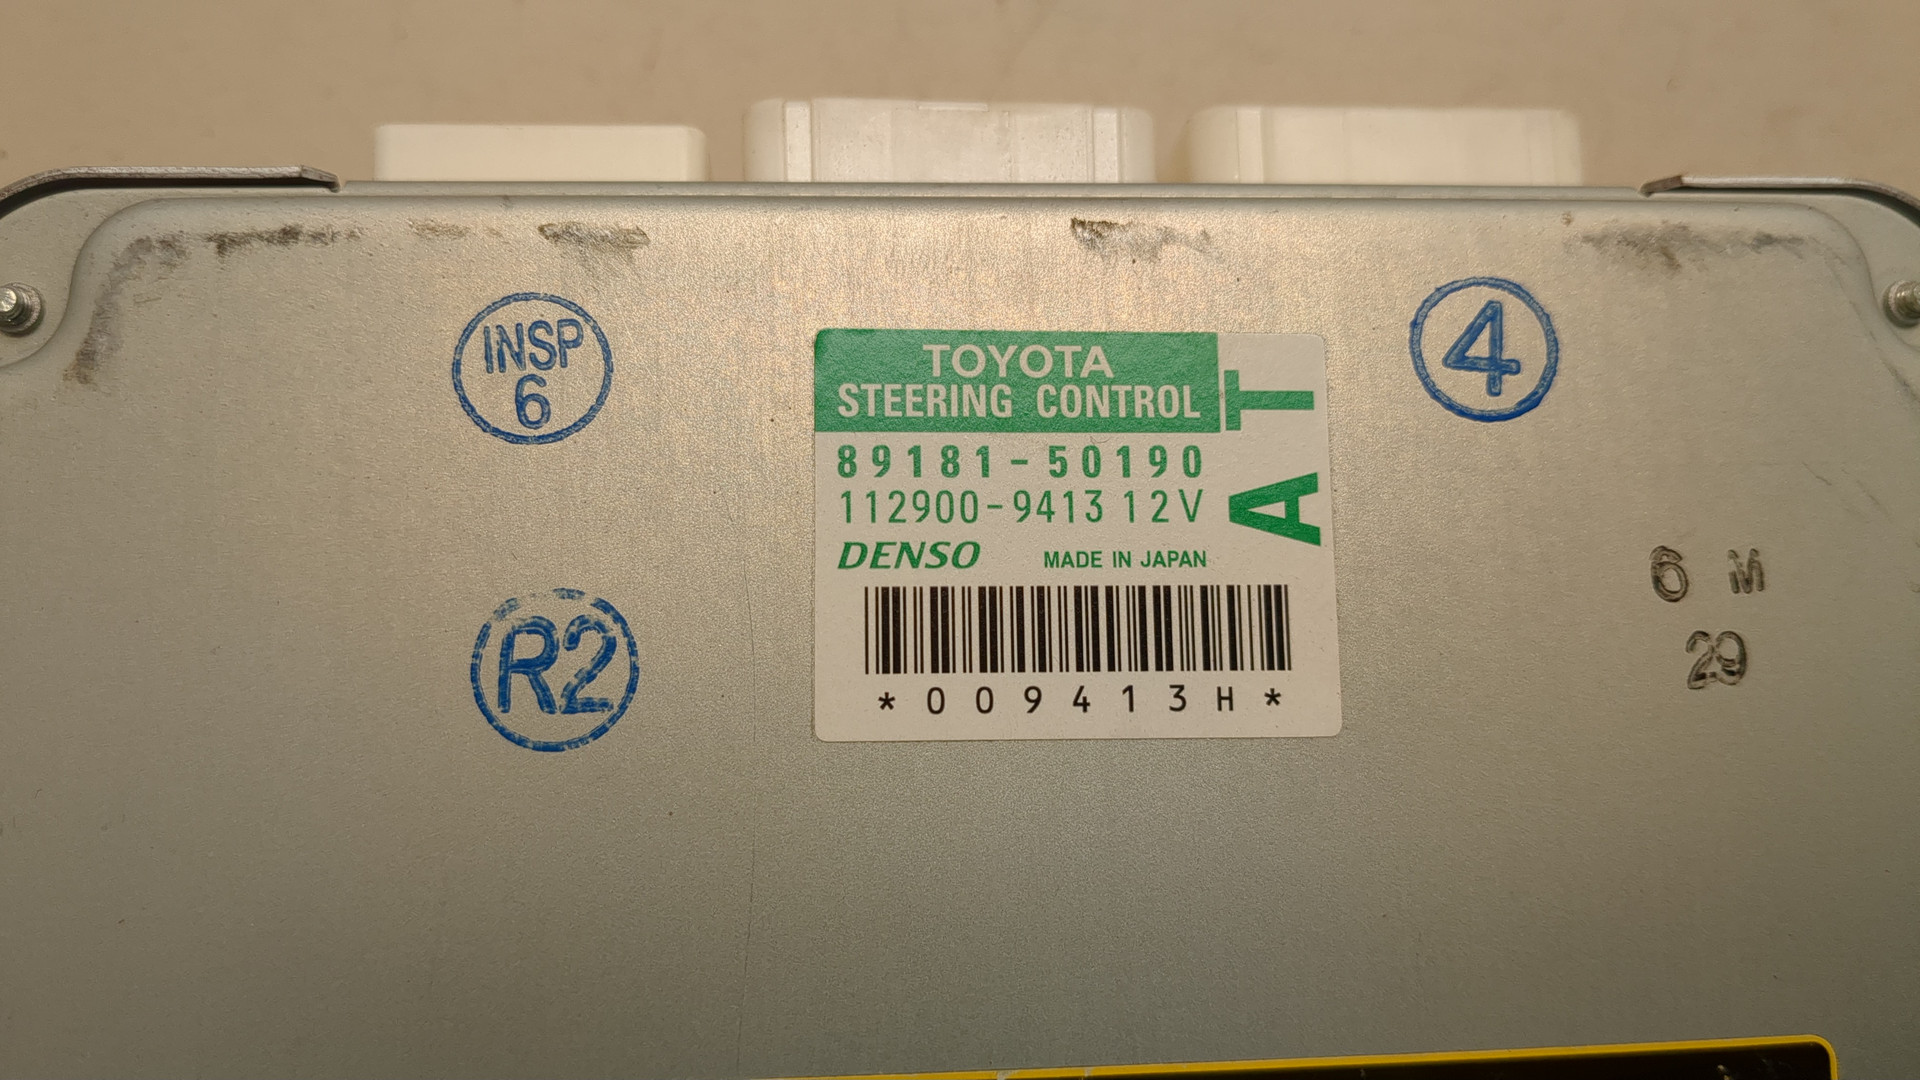 INSP
6
4
TOYOTA
STEERING CONTROL
AT
89181-50190
112900-9413 12V
DENSO MADE IN JAPAN
*009413H*
R2
6 M
29